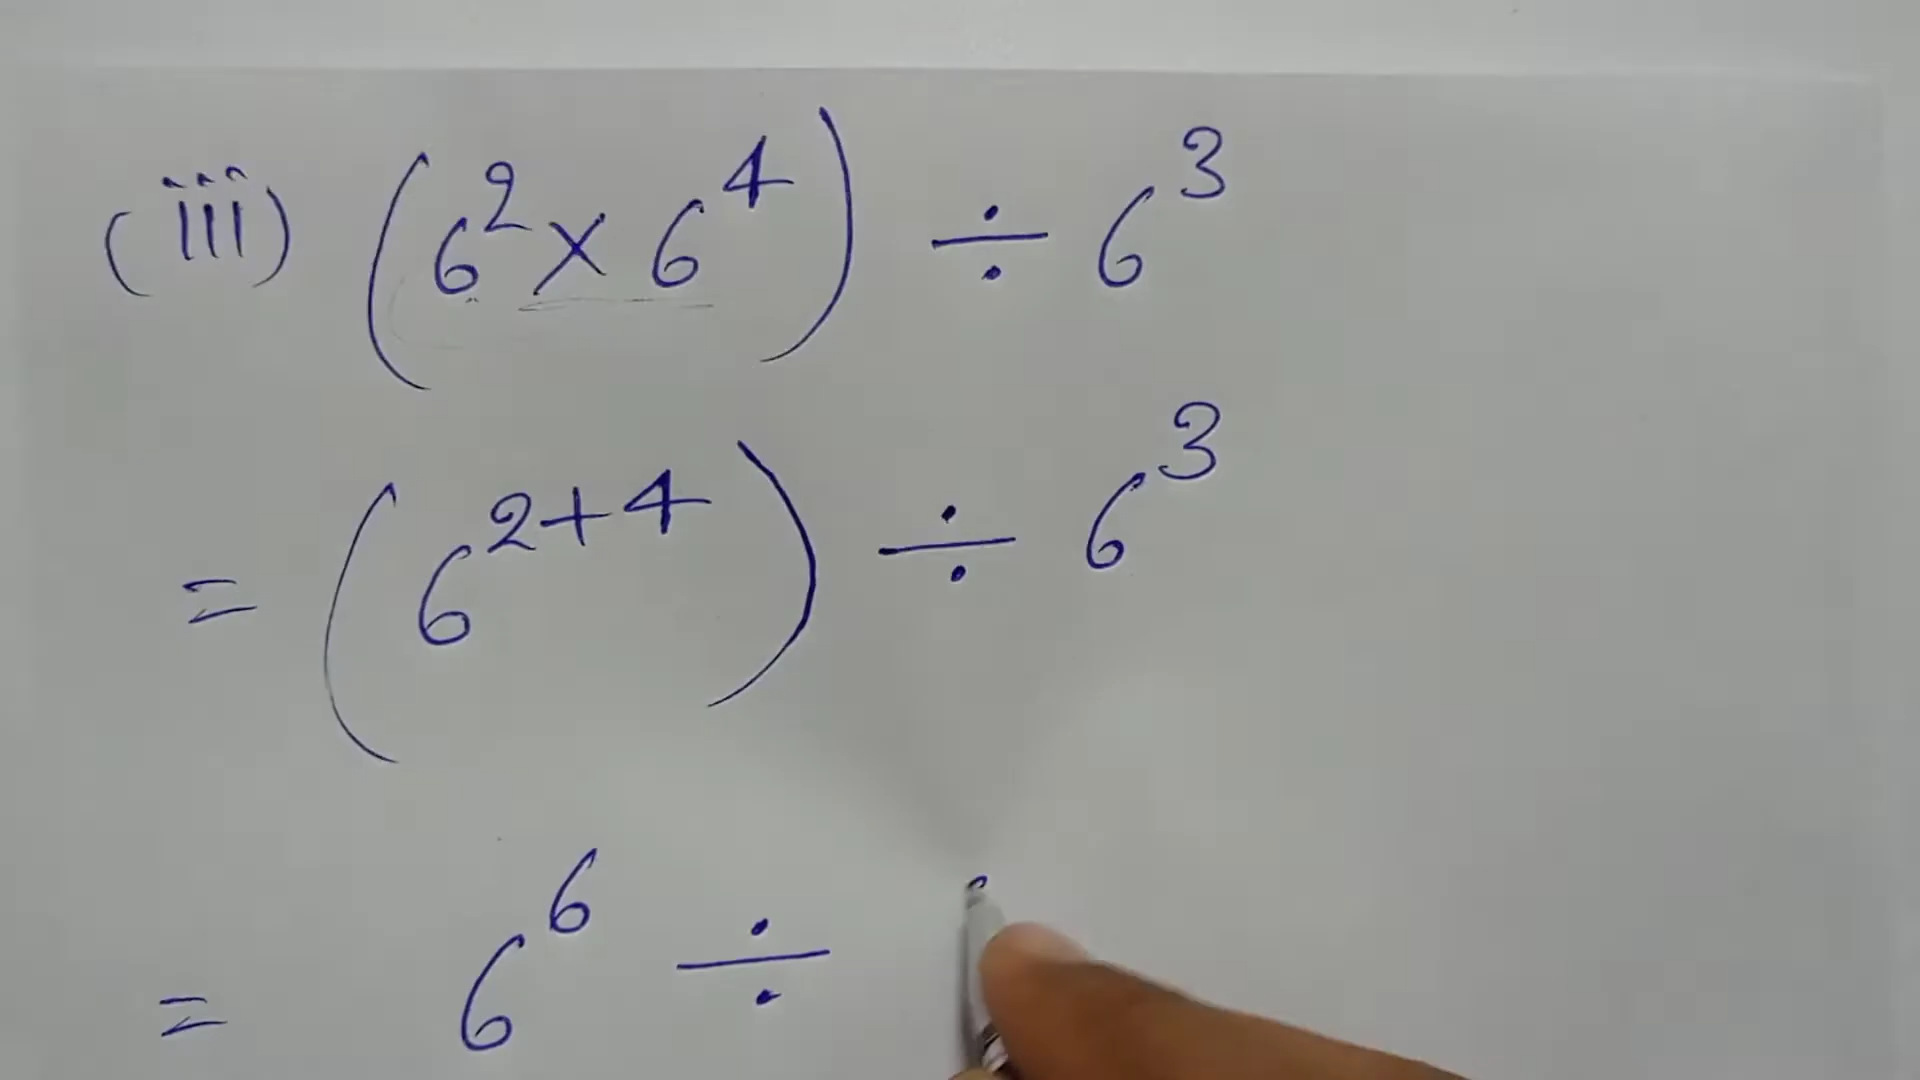 (iii) (6² × 6⁴) ÷ 6³
= (6²⁺⁴) ÷ 6³
= 6⁶ ÷